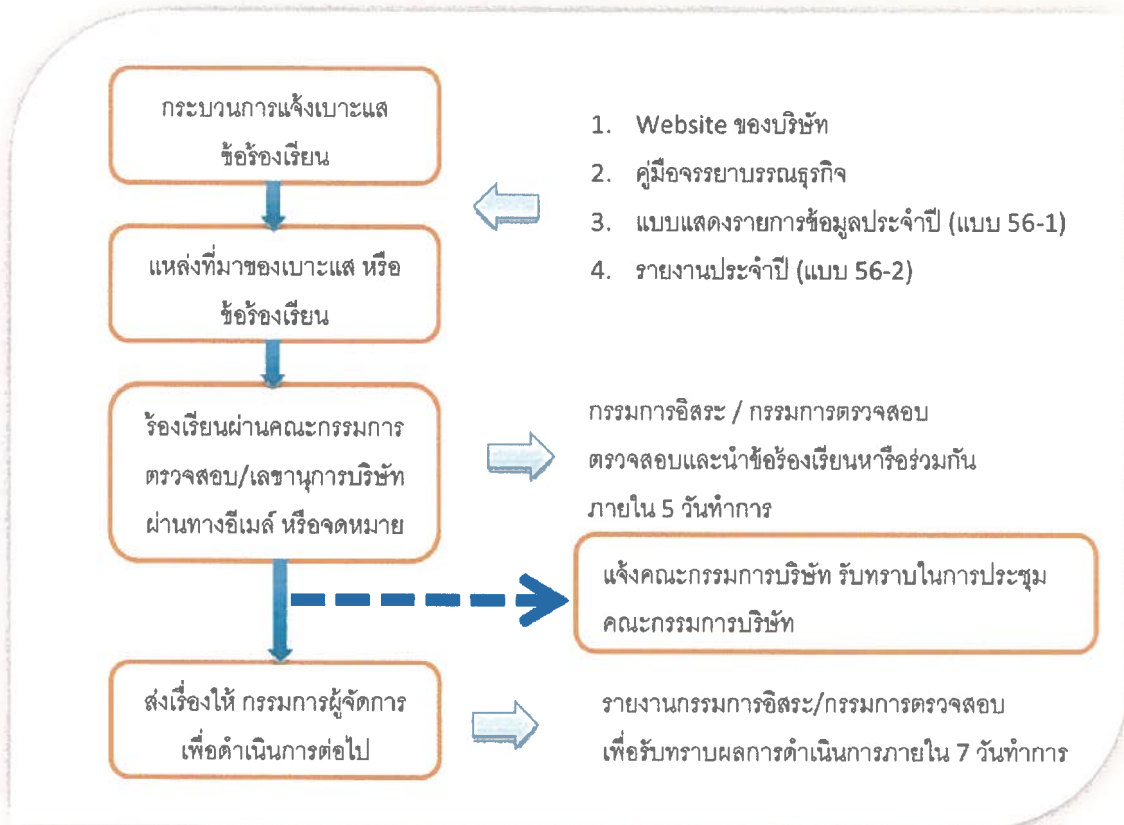 กระบวนการแจ้งเบาะแส
ข้อร้องเรียน
1. Website ของบริษัท
2. คู่มือจรรยาบรรณธุรกิจ
3. แบบแสดงรายการข้อมูลประจำปี (แบบ 56-1)
4. รายงานประจำปี (แบบ 56-2)
แหล่งที่มาของเบาะแส หรือ
ข้อร้องเรียน
ร้องเรียนผ่านคณะกรรมการ
ตรวจสอบ/เลขานุการบริษัท
ผ่านทางอีเมล์ หรือจดหมาย
กรรมการอิสระ / กรรมการตรวจสอบ
ตรวจสอบและนำข้อร้องเรียนหารือร่วมกัน
ภายใน 5 วันทำการ
แจ้งคณะกรรมการบริษัท รับทราบในการประชุม
คณะกรรมการบริษัท
ส่งเรื่องให้ กรรมการผู้จัดการ
เพื่อดำเนินการต่อไป
รายงานกรรมการอิสระ/กรรมการตรวจสอบ
เพื่อรับทราบผลการดำเนินการภายใน 7 วันทำการ